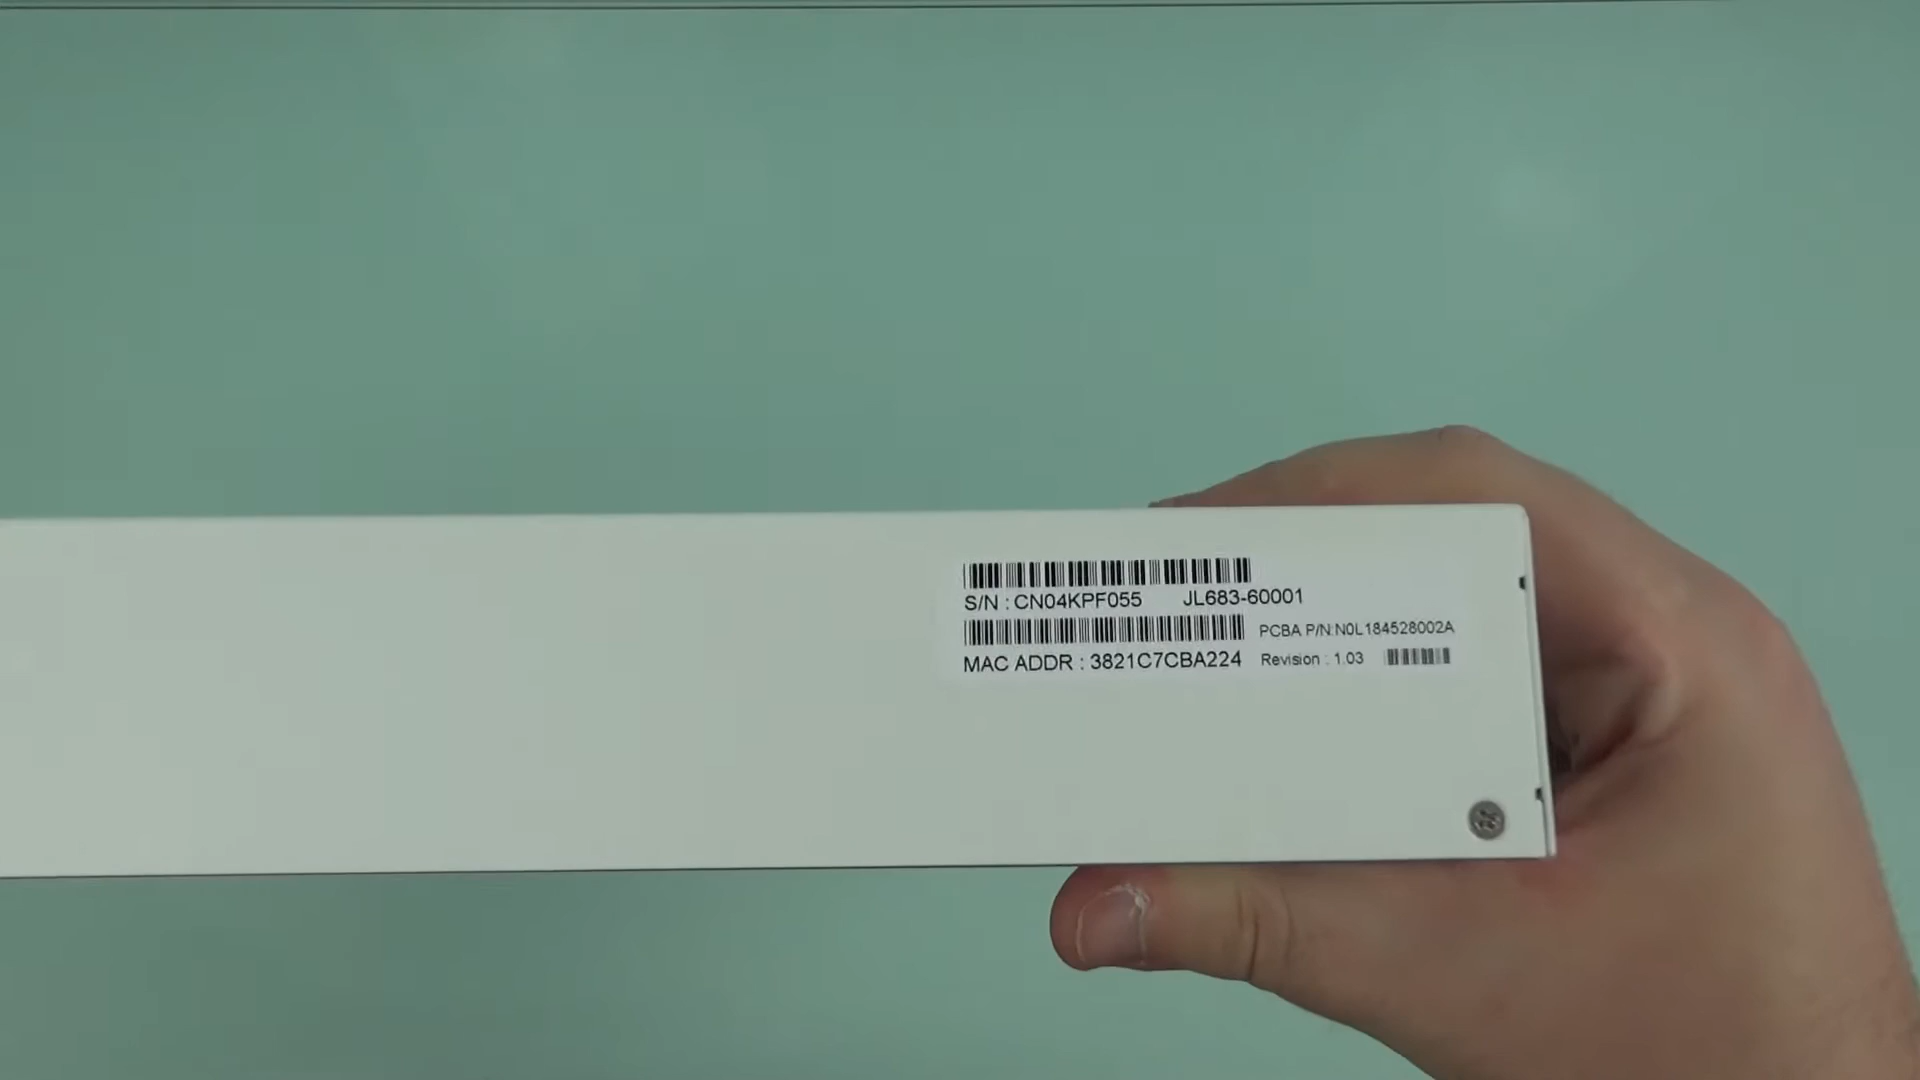 S/N : CN04KPF055 JL683-60001
PCBA P/N:N0L184528002A
MAC ADDR : 3821C7CBA224 Revision : 1.03